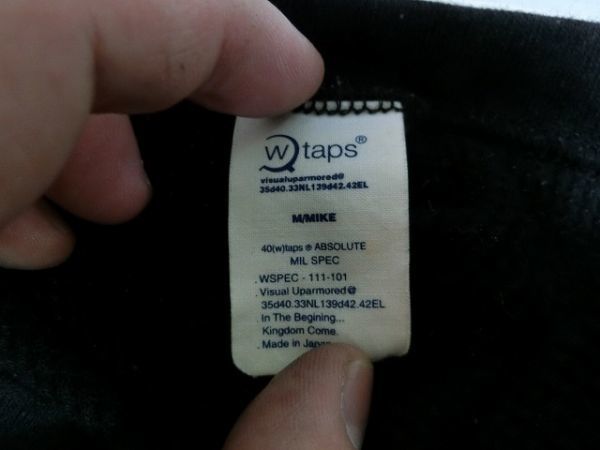 (w)taps®
visualuparmored@
35d40.33NL139d42.42EL
M/MIKE
40(w)taps ® ABSOLUTE
MIL SPEC
.WSPEC - 111-101
.Visual Uparmored@
35d40.33NL139d42.42EL
.In The Begining...
Kingdom Come.
.Made in Japan.